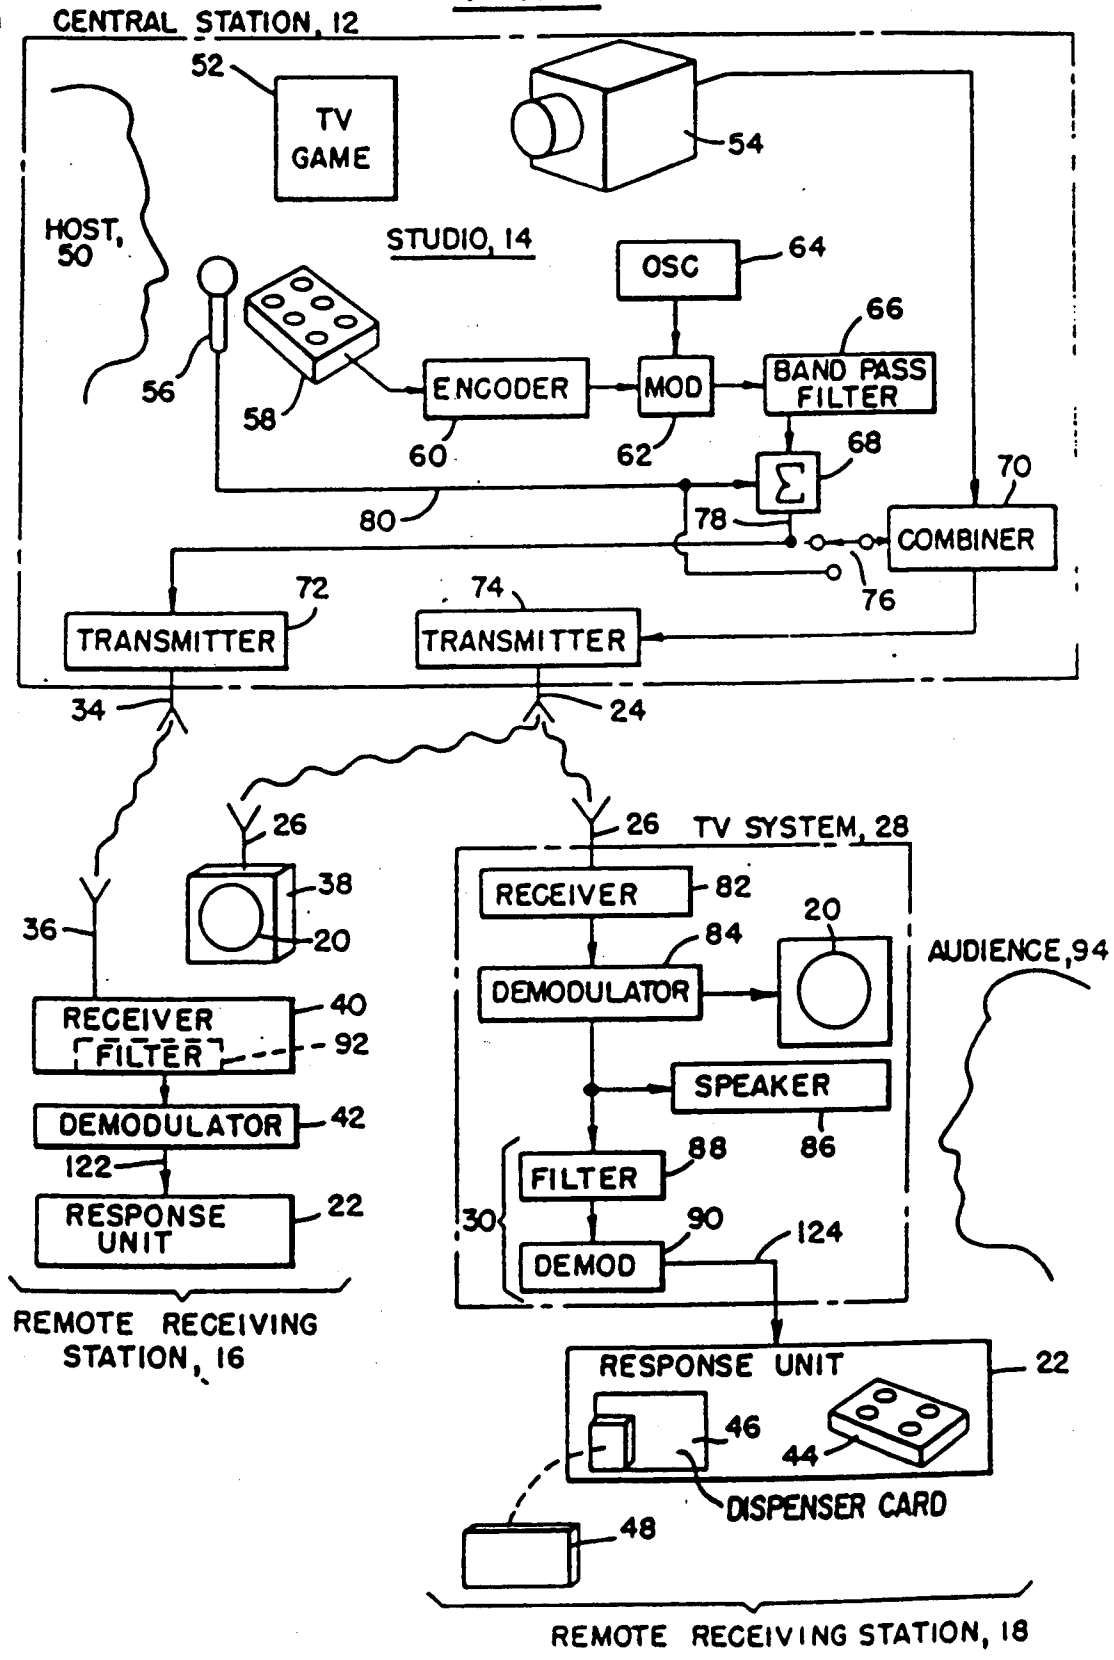 CENTRAL STATION, 12
52
TV
GAME
54
HOST,
50
STUDIO, 14
OSC
64
66
56
58
ENCODER
60
MOD
62
BAND PASS
FILTER
68
Σ
70
80
78
COMBINER
76
72
74
TRANSMITTER
TRANSMITTER
34
24
26
26
TV SYSTEM, 28
38
20
RECEIVER
82
20
36
84
DEMODULATOR
AUDIENCE, 94
RECEIVER
40
FILTER
92
SPEAKER
86
DEMODULATOR
42
122
88
FILTER
RESPONSE
UNIT
22
30
90
DEMOD
124
REMOTE RECEIVING
STATION, 16
RESPONSE UNIT
22
46
44
DISPENSER CARD
48
REMOTE RECEIVING STATION, 18